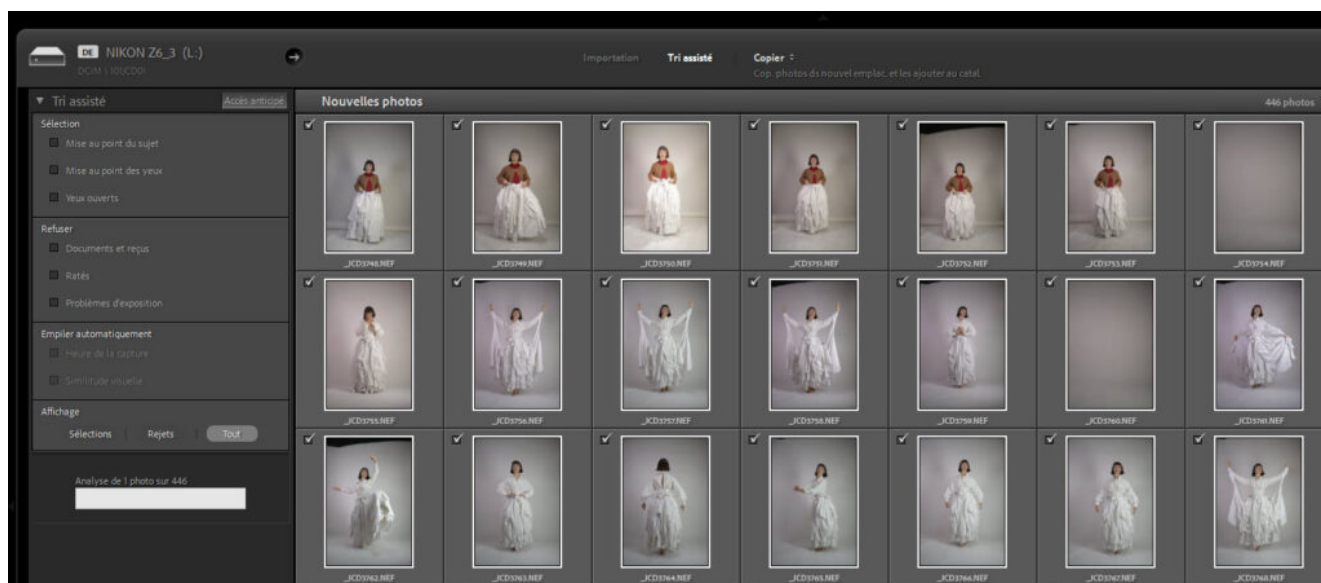 DE NIKON Z6_3 (L:)
DCIM | 101JCD01
Importation Tri assisté Copier
Cop. photos ds nouvel emplac. et les ajouter au catal.
Tri assisté Accès anticipé
Nouvelles photos 446 photos
Sélection
Mise au point du sujet
Mise au point des yeux
Yeux ouverts
Refuser
Documents et reçus
Ratés
Problèmes d'exposition
Empiler automatiquement
Heure de la capture
Similitude visuelle
Affichage
Sélections Rejets Tout
Analyse de 1 photo sur 446
_JCD3748.NEF _JCD3749.NEF _JCD3750.NEF _JCD3751.NEF _JCD3752.NEF _JCD3753.NEF _JCD3754.NEF
_JCD3755.NEF _JCD3756.NEF _JCD3757.NEF _JCD3758.NEF _JCD3759.NEF _JCD3760.NEF _JCD3761.NEF
_JCD3762.NEF _JCD3763.NEF _JCD3764.NEF _JCD3765.NEF _JCD3766.NEF _JCD3767.NEF _JCD3768.NEF